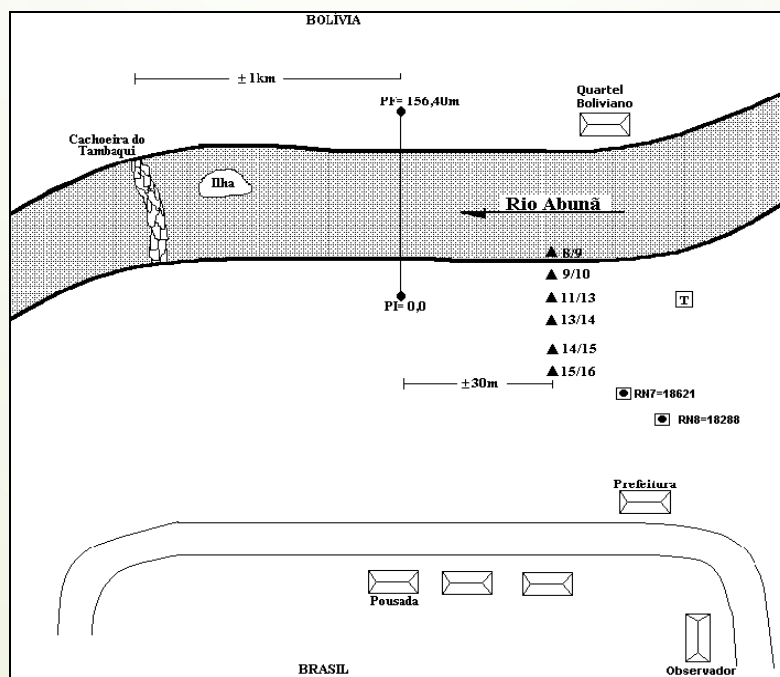 BOLÍVIA
± 1km
PF= 156,40m
Quartel
Boliviano
Cachoeira do
Tambaqui
Ilha
Rio Abunã
8/9
9/10
11/13
T
PI= 0,0
13/14
14/15
15/16
±30m
RN7=18621
RN8=18288
Prefeitura
Pousada
Observador
BRASIL